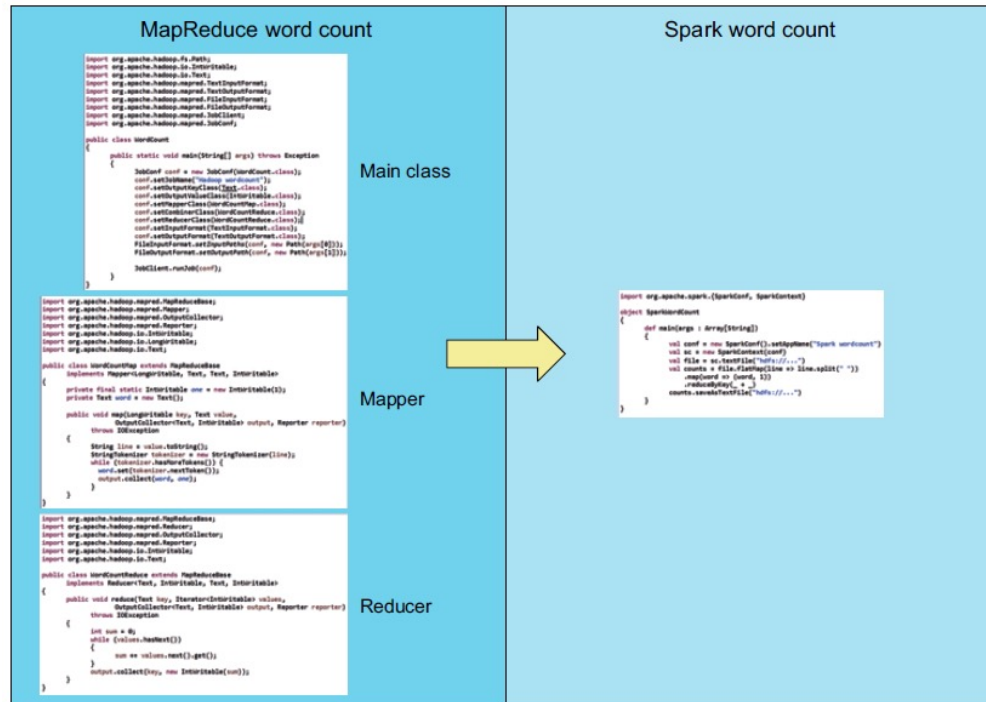 MapReduce word count
import org.apache.hadoop.fs.Path;
import org.apache.hadoop.io.IntWritable;
import org.apache.hadoop.io.Text;
import org.apache.hadoop.mapred.TextInputFormat;
import org.apache.hadoop.mapred.TextOutputFormat;
import org.apache.hadoop.mapred.FileInputFormat;
import org.apache.hadoop.mapred.FileOutputFormat;
import org.apache.hadoop.mapred.JobClient;
import org.apache.hadoop.mapred.JobConf;
public class WordCount
{
public static void main(String[] args) throws Exception
{
JobConf conf = new JobConf(WordCount.class);
conf.setJobName("Hadoop wordcount");
conf.setOutputKeyClass(Text.class);
conf.setOutputValueClass(IntWritable.class);
conf.setMapperClass(WordCountMap.class);
conf.setCombinerClass(WordCountReduce.class);
conf.setReducerClass(WordCountReduce.class);
conf.setInputFormat(TextInputFormat.class);
conf.setOutputFormat(TextOutputFormat.class);
FileInputFormat.setInputPaths(conf, new Path(args[0]));
FileOutputFormat.setOutputPath(conf, new Path(args[1]));
JobClient.runJob(conf);
}
}
Main class
import org.apache.hadoop.mapred.MapReduceBase;
import org.apache.hadoop.mapred.Mapper;
import org.apache.hadoop.mapred.OutputCollector;
import org.apache.hadoop.mapred.Reporter;
import org.apache.hadoop.io.IntWritable;
import org.apache.hadoop.io.LongWritable;
import org.apache.hadoop.io.Text;
public class WordCountMap extends MapReduceBase
implements Mapper<LongWritable, Text, Text, IntWritable>
{
private final static IntWritable one = new IntWritable(1);
private Text word = new Text();
public void map(LongWritable key, Text value,
OutputCollector<Text, IntWritable> output, Reporter reporter)
throws IOException
{
String line = value.toString();
StringTokenizer tokenizer = new StringTokenizer(line);
while (tokenizer.hasMoreTokens()) {
word.set(tokenizer.nextToken());
output.collect(word, one);
}
}
}
Mapper
import org.apache.hadoop.mapred.MapReduceBase;
import org.apache.hadoop.mapred.Reducer;
import org.apache.hadoop.mapred.OutputCollector;
import org.apache.hadoop.mapred.Reporter;
import org.apache.hadoop.io.IntWritable;
import org.apache.hadoop.io.Text;
public class WordCountReduce extends MapReduceBase
implements Reducer<Text, IntWritable, Text, IntWritable>
{
public void reduce(Text key, Iterator<IntWritable> values,
OutputCollector<Text, IntWritable> output, Reporter reporter)
throws IOException
{
int sum = 0;
while (values.hasNext())
{
sum += values.next().get();
}
output.collect(key, new IntWritable(sum));
}
}
Reducer
Spark word count
import org.apache.spark.{SparkConf, SparkContext}
object SparkWordCount
{
def main(args : Array[String])
{
val conf = new SparkConf().setAppName("Spark wordcount")
val sc = new SparkContext(conf)
val file = sc.textFile("hdfs://...")
val counts = file.flatMap(line => line.split(" "))
.map(word => (word, 1))
.reduceByKey(_ + _)
counts.saveAsTextFile("hdfs://...")
}
}